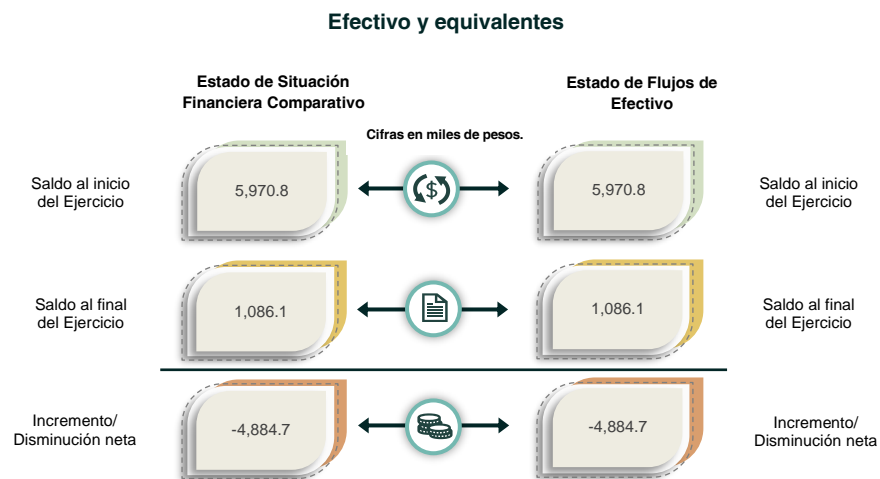 Efectivo y equivalentes
Estado de Situación
Financiera Comparativo
Estado de Flujos de
Efectivo
Cifras en miles de pesos.
Saldo al inicio
del Ejercicio
5,970.8
$
5,970.8
Saldo al inicio
del Ejercicio
Saldo al final
del Ejercicio
1,086.1
1,086.1
Saldo al final
del Ejercicio
Incremento/
Disminución neta
-4,884.7
-4,884.7
Incremento/
Disminución neta